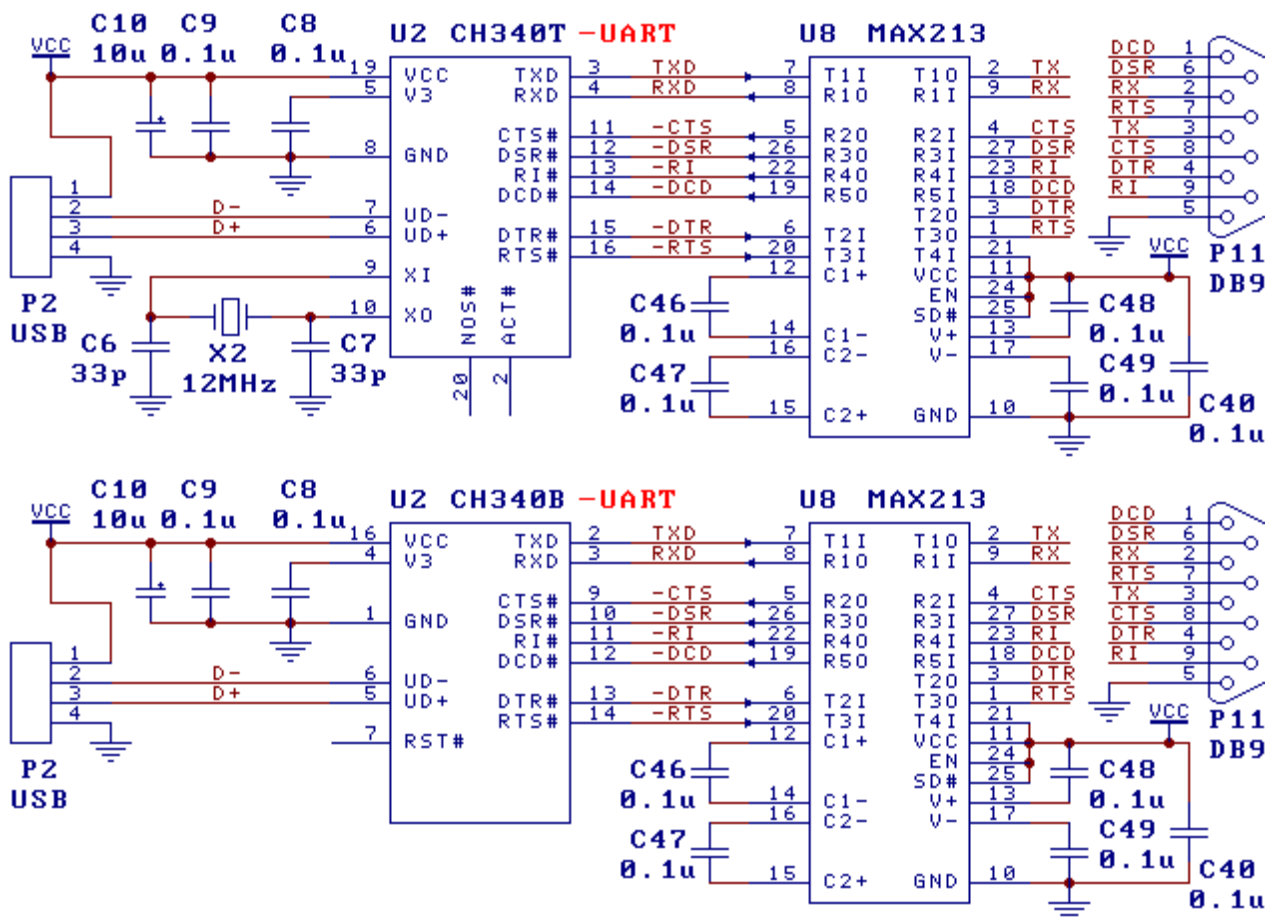 C10 C9 C8
VCC 10u 0.1u 0.1u
U2 CH340T -UART
U8 MAX213
19 VCC TXD 3 TXD 7 T1I T1O 2 TX
5 V3 RXD 4 RXD 8 R1O R1I 9 RX
CTS# 11 -CTS 5 R2O R2I 4 CTS
8 GND DSR# 12 -DSR 26 R3O R3I 27 DSR
RI# 13 -RI 22 R4O R4I 23 RI
DCD# 14 -DCD 19 R5O R5I 18 DCD
7 UD- T2O 3 DTR
6 UD+ DTR# 15 -DTR 6 T2I T3O 1 RTS
RTS# 16 -RTS 20 T3I T4I 21
9 XI 12 C1+ VCC 11
EN 24
10 XO SD# 25
14 C1- V+ 13
16 C2- V- 17
15 C2+ GND 10
NOS# ACT#
20 2
1
2 D-
3 D+
4
P2
USB
C6
33p
X2
12MHz
C7
33p
C46
0.1u
C47
0.1u
C48
0.1u
C49
0.1u
VCC
C40
0.1u
DCD 1
DSR 6
RX 2
RTS 7
TX 3
CTS 8
DTR 4
RI 9
5
P11
DB9
C10 C9 C8
VCC 10u 0.1u 0.1u
U2 CH340B -UART
U8 MAX213
16 VCC TXD 2 TXD 7 T1I T1O 2 TX
4 V3 RXD 3 RXD 8 R1O R1I 9 RX
CTS# 9 -CTS 5 R2O R2I 4 CTS
1 GND DSR# 10 -DSR 26 R3O R3I 27 DSR
RI# 11 -RI 22 R4O R4I 23 RI
DCD# 12 -DCD 19 R5O R5I 18 DCD
6 UD- T2O 3 DTR
5 UD+ DTR# 13 -DTR 6 T2I T3O 1 RTS
RTS# 14 -RTS 20 T3I T4I 21
7 RST# 12 C1+ VCC 11
EN 24
SD# 25
14 C1- V+ 13
16 C2- V- 17
15 C2+ GND 10
1
2 D-
3 D+
4
P2
USB
C46
0.1u
C47
0.1u
C48
0.1u
C49
0.1u
VCC
C40
0.1u
DCD 1
DSR 6
RX 2
RTS 7
TX 3
CTS 8
DTR 4
RI 9
5
P11
DB9